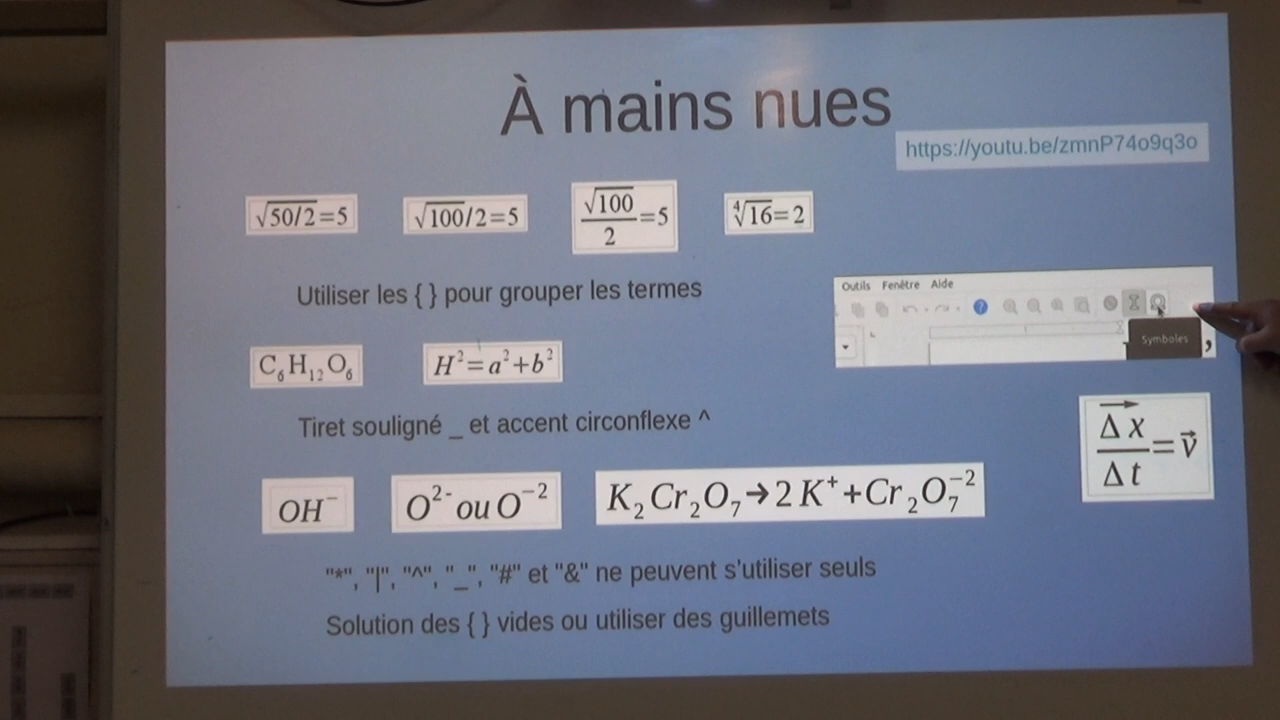 À mains nues
https://youtu.be/zmnP74o9q3o
√50/2=5 √100/2=5 √100/2=5 ∜16=2
Utiliser les { } pour grouper les termes
Outils Fenêtre Aide
Symboles
C₆H₁₂O₆ H²=a²+b²
Tiret souligné _ et accent circonflexe ^
Δx/Δt=v⃗
OH⁻ O²⁻ ou O⁻² K₂Cr₂O₇→2K⁺+Cr₂O₇⁻²
"*", "|", "^", "_", "#" et "&" ne peuvent s'utiliser seuls
Solution des { } vides ou utiliser des guillemets